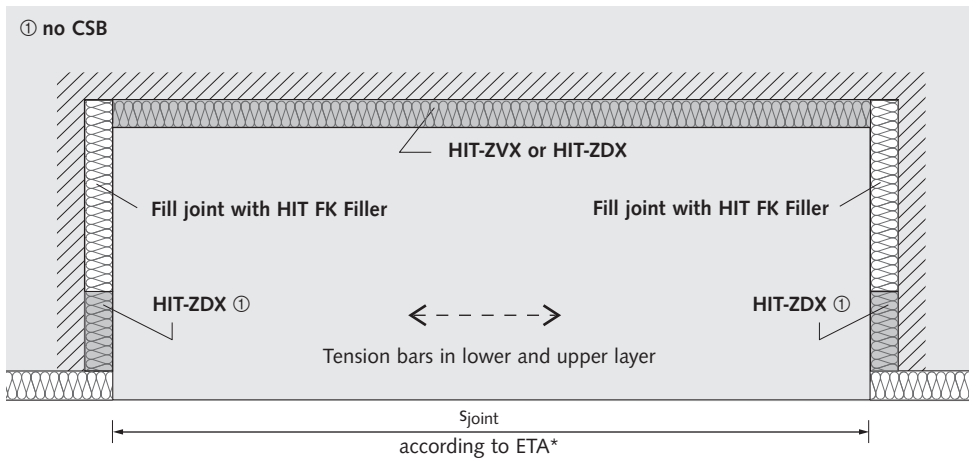 ① no CSB
HIT-ZVX or HIT-ZDX
Fill joint with HIT FK Filler
Fill joint with HIT FK Filler
HIT-ZDX ①
HIT-ZDX ①
Tension bars in lower and upper layer
sjoint
according to ETA*